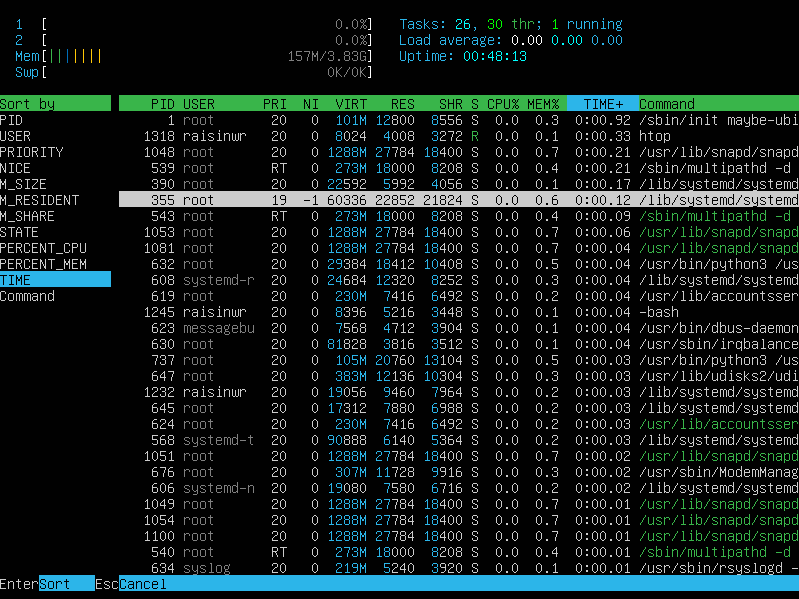 1 [ 0.0%] Tasks: 26, 30 thr; 1 running
2 [ 0.0%] Load average: 0.00 0.00 0.00
Mem[||||||| 157M/3.83G] Uptime: 00:48:13
Swp[ 0K/0K]
Sort by PID USER PRI NI VIRT RES SHR S CPU% MEM% TIME+ Command
PID 1 root 20 0 101M 12800 8556 S 0.0 0.3 0:00.92 /sbin/init maybe-ubi
USER 1318 raisinwr 20 0 8024 4008 3272 R 0.0 0.1 0:00.33 htop
PRIORITY 1048 root 20 0 1288M 27784 18400 S 0.0 0.7 0:00.21 /usr/lib/snapd/snapd
NICE 539 root RT 0 273M 18000 8208 S 0.0 0.4 0:00.21 /sbin/multipathd -d
M_SIZE 390 root 20 0 22592 5992 4056 S 0.0 0.1 0:00.17 /lib/systemd/systemd
M_RESIDENT 355 root 19 -1 60336 22852 21824 S 0.0 0.6 0:00.12 /lib/systemd/systemd
M_SHARE 543 root RT 0 273M 18000 8208 S 0.0 0.4 0:00.09 /sbin/multipathd -d
STATE 1053 root 20 0 1288M 27784 18400 S 0.0 0.7 0:00.06 /usr/lib/snapd/snapd
PERCENT_CPU 1081 root 20 0 1288M 27784 18400 S 0.0 0.7 0:00.04 /usr/lib/snapd/snapd
PERCENT_MEM 632 root 20 0 29384 18412 10408 S 0.0 0.5 0:00.04 /usr/bin/python3 /us
TIME 608 systemd-r 20 0 24684 12320 8252 S 0.0 0.3 0:00.04 /lib/systemd/systemd
Command 619 root 20 0 230M 7416 6492 S 0.0 0.2 0:00.04 /usr/lib/accountsser
1245 raisinwr 20 0 8396 5216 3448 S 0.0 0.1 0:00.04 -bash
623 messagebu 20 0 7568 4712 3904 S 0.0 0.1 0:00.04 /usr/bin/dbus-daemon
630 root 20 0 81828 3816 3512 S 0.0 0.1 0:00.04 /usr/sbin/irqbalance
737 root 20 0 105M 20760 13104 S 0.0 0.5 0:00.03 /usr/bin/python3 /us
647 root 20 0 383M 12136 10304 S 0.0 0.3 0:00.03 /usr/lib/udisks2/udi
1232 raisinwr 20 0 19056 9460 7964 S 0.0 0.2 0:00.03 /lib/systemd/systemd
645 root 20 0 17312 7880 6988 S 0.0 0.2 0:00.03 /lib/systemd/systemd
624 root 20 0 230M 7416 6492 S 0.0 0.2 0:00.03 /usr/lib/accountsser
568 systemd-t 20 0 90888 6140 5364 S 0.0 0.2 0:00.03 /lib/systemd/systemd
1051 root 20 0 1288M 27784 18400 S 0.0 0.7 0:00.02 /usr/lib/snapd/snapd
676 root 20 0 307M 11728 9916 S 0.0 0.3 0:00.02 /usr/sbin/ModemManag
606 systemd-n 20 0 19080 7580 6716 S 0.0 0.2 0:00.02 /lib/systemd/systemd
1049 root 20 0 1288M 27784 18400 S 0.0 0.7 0:00.01 /usr/lib/snapd/snapd
1054 root 20 0 1288M 27784 18400 S 0.0 0.7 0:00.01 /usr/lib/snapd/snapd
1100 root 20 0 1288M 27784 18400 S 0.0 0.7 0:00.01 /usr/lib/snapd/snapd
540 root RT 0 273M 18000 8208 S 0.0 0.4 0:00.01 /sbin/multipathd -d
634 syslog 20 0 219M 5240 3920 S 0.0 0.1 0:00.01 /usr/sbin/rsyslogd -
EnterSort EscCancel